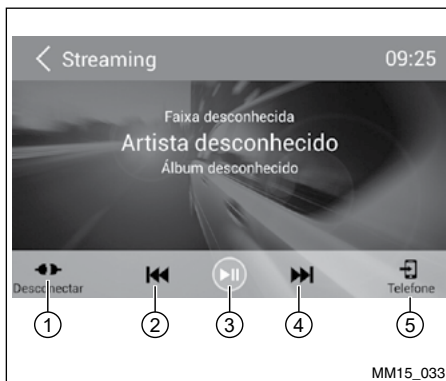 Streaming 09:25
Faixa desconhecida
Artista desconhecido
Álbum desconhecido
Desconectar Telefone
1 2 3 4 5
MM15_033